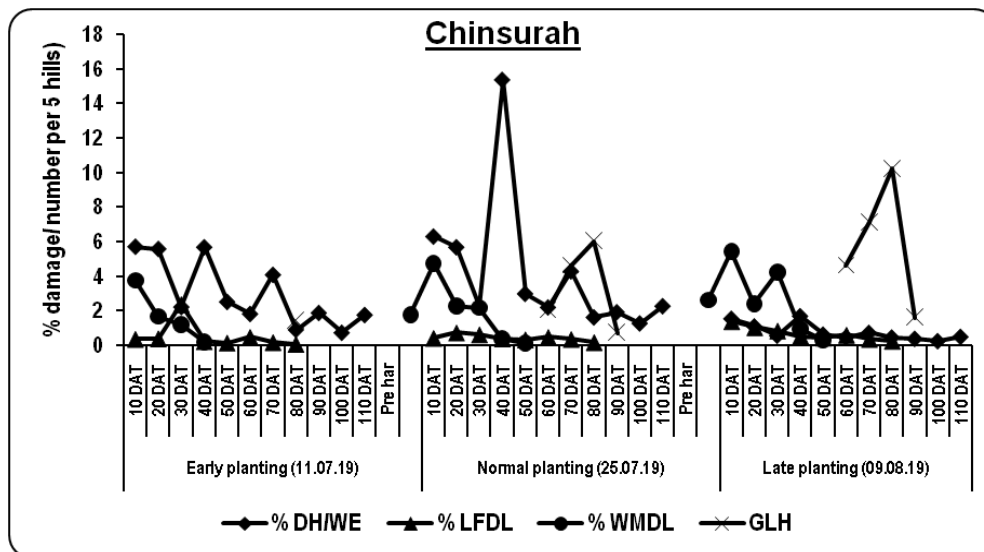 Chinsurah
% damage/ number per 5 hills
18
16
14
12
10
8
6
4
2
0
10 DAT
20 DAT
30 DAT
40 DAT
50 DAT
60 DAT
70 DAT
80 DAT
90 DAT
100 DAT
110 DAT
Pre har
10 DAT
20 DAT
30 DAT
40 DAT
50 DAT
60 DAT
70 DAT
80 DAT
90 DAT
100 DAT
110 DAT
Pre har
10 DAT
20 DAT
30 DAT
40 DAT
50 DAT
60 DAT
70 DAT
80 DAT
90 DAT
100 DAT
110 DAT
Early planting (11.07.19)
Normal planting (25.07.19)
Late planting (09.08.19)
% DH/WE
% LFDL
% WMDL
GLH